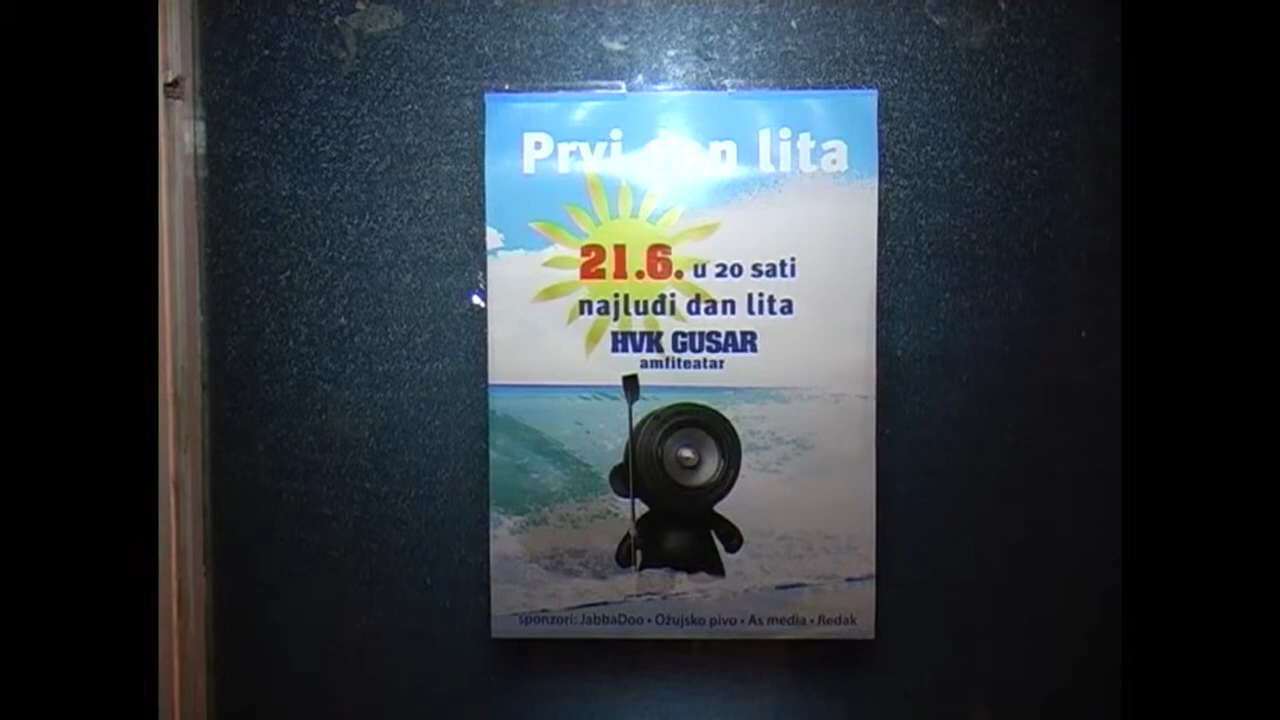 Prvi dan lita
21.6. u 20 sati
najluđi dan lita
HVK GUSAR
amfiteatar
sponzori: JabbaDoo • Ožujsko pivo • As media • Redak